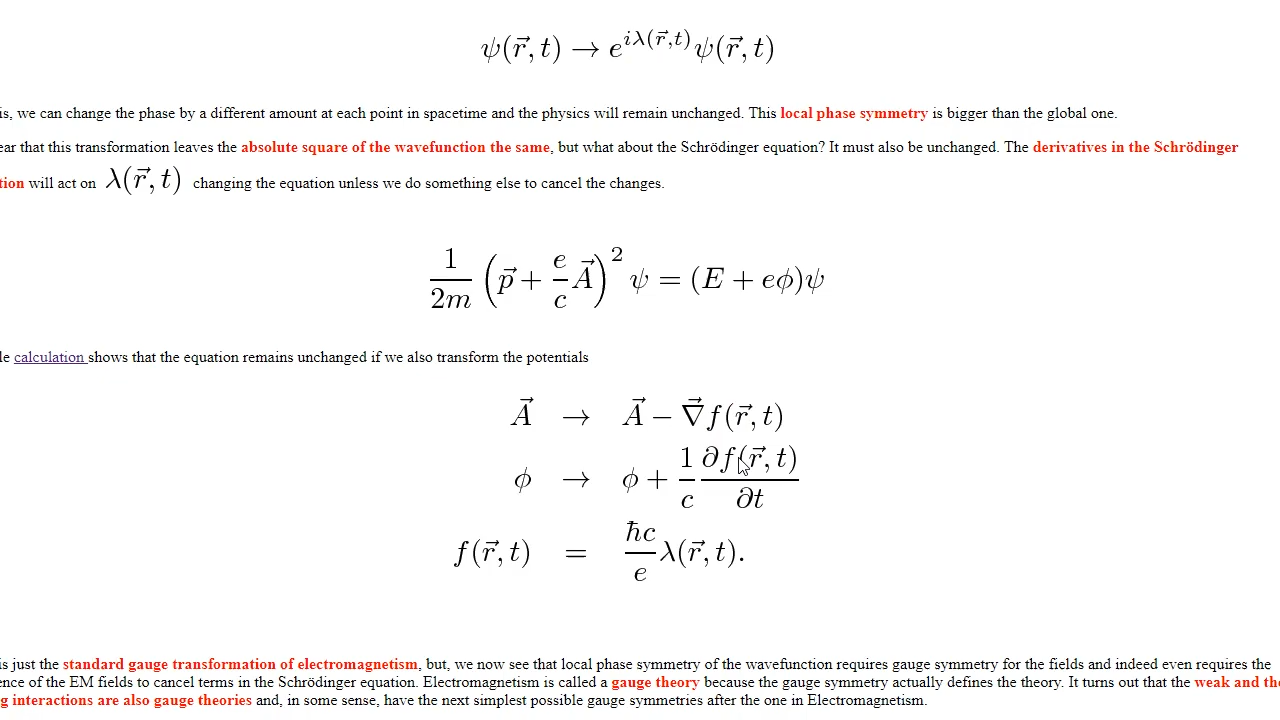 ψ(r⃗, t) → e^{iλ(r⃗,t)} ψ(r⃗, t)
is, we can change the phase by a different amount at each point in spacetime and the physics will remain unchanged. This local phase symmetry is bigger than the global one.
ear that this transformation leaves the absolute square of the wavefunction the same, but what about the Schrödinger equation? It must also be unchanged. The derivatives in the Schrödinger
tion will act on λ(r⃗, t) changing the equation unless we do something else to cancel the changes.
1/2m (p⃗ + e/c A⃗)² ψ = (E + eϕ)ψ
le calculation shows that the equation remains unchanged if we also transform the potentials
A⃗ → A⃗ − ∇⃗f(r⃗, t)
ϕ → ϕ + 1/c ∂f(r⃗, t)/∂t
f(r⃗, t) = ħc/e λ(r⃗, t).
is just the standard gauge transformation of electromagnetism, but, we now see that local phase symmetry of the wavefunction requires gauge symmetry for the fields and indeed even requires the
ence of the EM fields to cancel terms in the Schrödinger equation. Electromagnetism is called a gauge theory because the gauge symmetry actually defines the theory. It turns out that the weak and the
g interactions are also gauge theories and, in some sense, have the next simplest possible gauge symmetries after the one in Electromagnetism.